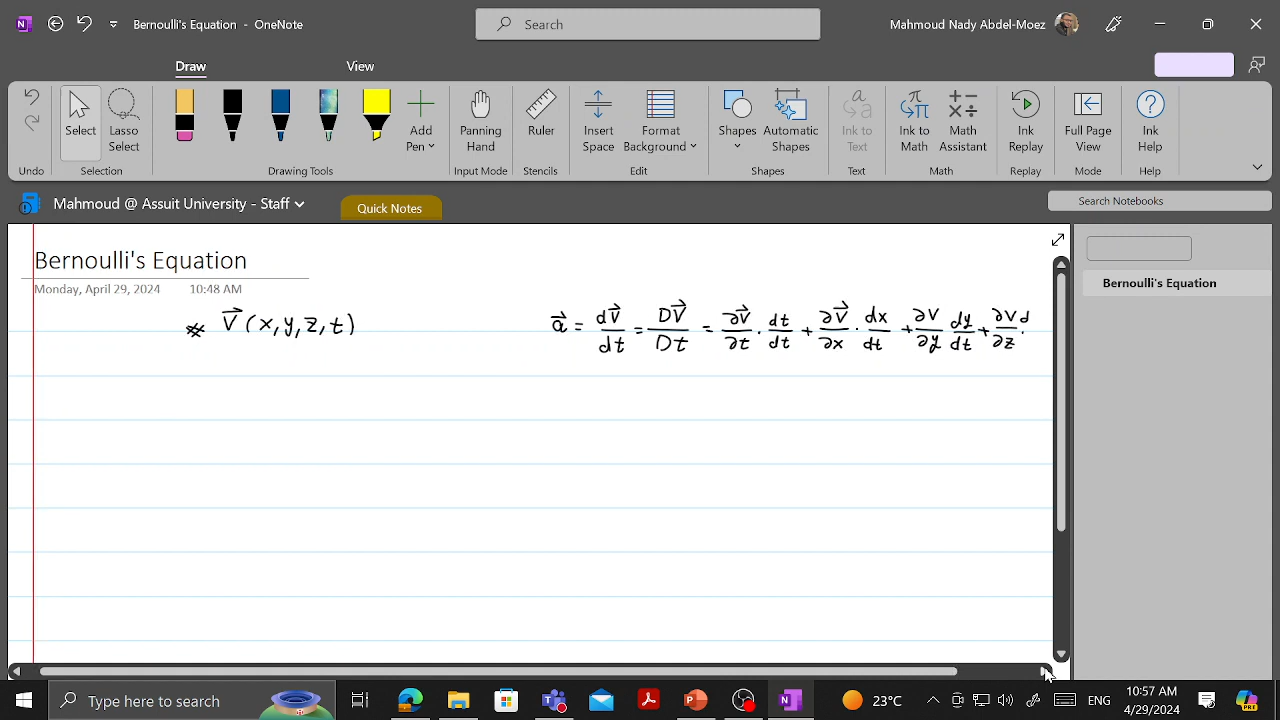 Bernoulli's Equation - OneNote
Search
Mahmoud Nady Abdel-Moez
Draw
View
Select
Lasso Select
Add Pen
Panning Hand
Ruler
Insert Space
Format Background
Shapes
Automatic Shapes
Ink to Text
Ink to Math
Math Assistant
Ink Replay
Full Page View
Ink Help
Undo
Selection
Drawing Tools
Input Mode
Stencils
Edit
Shapes
Text
Math
Replay
Mode
Help
Mahmoud @ Assuit University - Staff
Quick Notes
Search Notebooks
Bernoulli's Equation
Monday, April 29, 2024 10:48 AM
Bernoulli's Equation
* V⃗(x,y,z,t)
a⃗ = dV⃗/dt = DV⃗/Dt = ∂V⃗/∂t · dt/dt + ∂V⃗/∂x · dx/dt + ∂V/∂y dy/dt + ∂V/∂z d
Type here to search
23°C
ENG
10:57 AM
4/29/2024